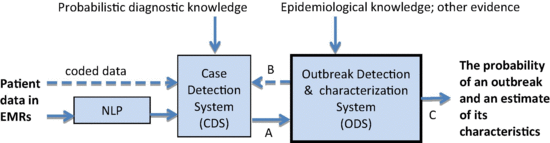 Probabilistic diagnostic knowledge
Epidemiological knowledge; other evidence
Patient
data in
EMRs
coded data
NLP
Case
Detection
System
(CDS)
B
A
Outbreak Detection
& characterization
System
(ODS)
C
The probability
of an outbreak
and an estimate
of its
characteristics